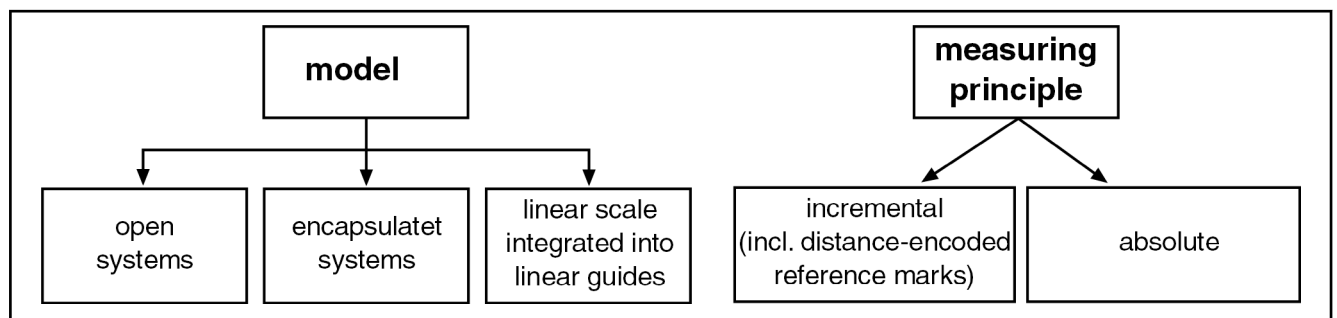 model
measuring
principle
open
systems
encapsulatet
systems
linear scale
integrated into
linear guides
incremental
(incl. distance-encoded
reference marks)
absolute